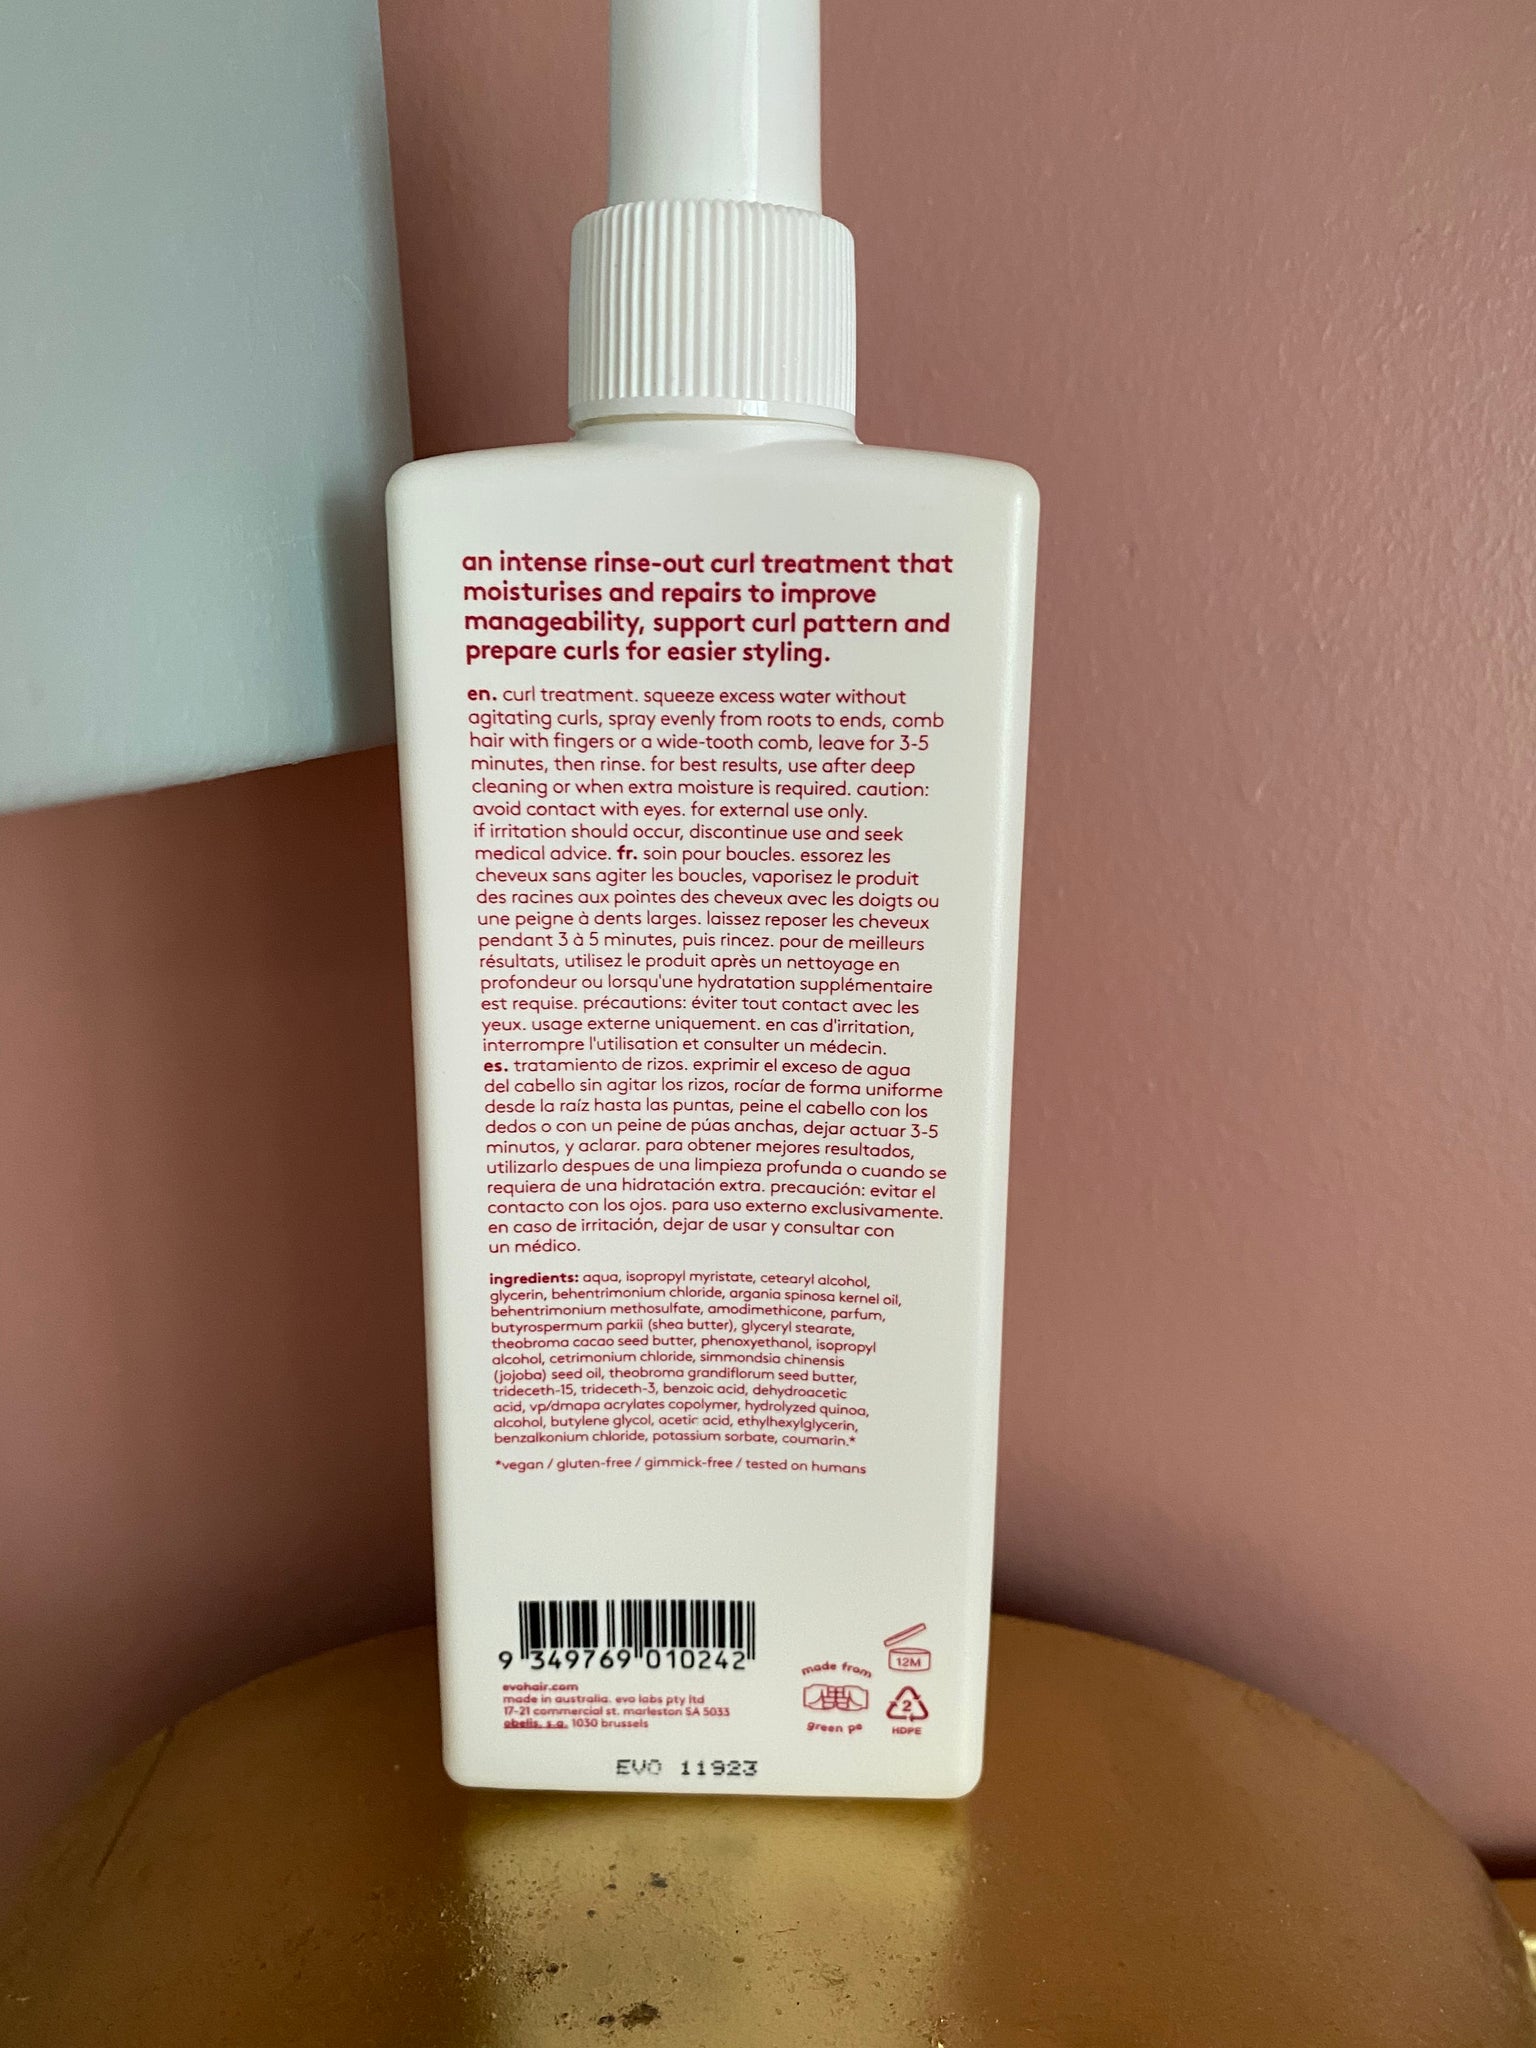 an intense rinse-out curl treatment that
moisturises and repairs to improve
manageability, support curl pattern and
prepare curls for easier styling.
en. curl treatment. squeeze excess water without
agitating curls, spray evenly from roots to ends, comb
hair with fingers or a wide-tooth comb, leave for 3-5
minutes, then rinse. for best results, use after deep
cleaning or when extra moisture is required. caution:
avoid contact with eyes. for external use only.
if irritation should occur, discontinue use and seek
medical advice. fr. soin pour boucles. essorez les
cheveux sans agiter les boucles, vaporisez le produit
des racines aux pointes des cheveux avec les doigts ou
une peigne à dents larges. laissez reposer les cheveux
pendant 3 à 5 minutes, puis rincez. pour de meilleurs
résultats, utilisez le produit après un nettoyage en
profondeur ou lorsqu'une hydratation supplémentaire
est requise. précautions: éviter tout contact avec les
yeux. usage externe uniquement. en cas d'irritation,
interrompre l'utilisation et consulter un médecin.
es. tratamiento de rizos. exprimir el exceso de agua
del cabello sin agitar los rizos, rocíar de forma uniforme
desde la raíz hasta las puntas, peine el cabello con los
dedos o con un peine de púas anchas, dejar actuar 3-5
minutos, y aclarar. para obtener mejores resultados,
utilizarlo despues de una limpieza profunda o cuando se
requiera de una hidratación extra. precaución: evitar el
contacto con los ojos. para uso externo exclusivamente.
en caso de irritación, dejar de usar y consultar con
un médico.
ingredients: aqua, isopropyl myristate, cetearyl alcohol,
glycerin, behentrimonium chloride, argania spinosa kernel oil,
behentrimonium methosulfate, amodimethicone, parfum,
butyrospermum parkii (shea butter), glyceryl stearate,
theobroma cacao seed butter, phenoxyethanol, isopropyl
alcohol, cetrimonium chloride, simmondsia chinensis
(jojoba) seed oil, theobroma grandiflorum seed butter,
trideceth-15, trideceth-3, benzoic acid, dehydroacetic
acid, vp/dmapa acrylates copolymer, hydrolyzed quinoa,
alcohol, butylene glycol, acetic acid, ethylhexylglycerin,
benzalkonium chloride, potassium sorbate, coumarin.*
*vegan / gluten-free / gimmick-free / tested on humans
9 349769 010242
evohair.com
made in australia. evo labs pty ltd
17-21 commercial st. marleston SA 5033
obelis. s.a. 1030 brussels
made from
green pe
12M
2
HDPE
EVO 11923